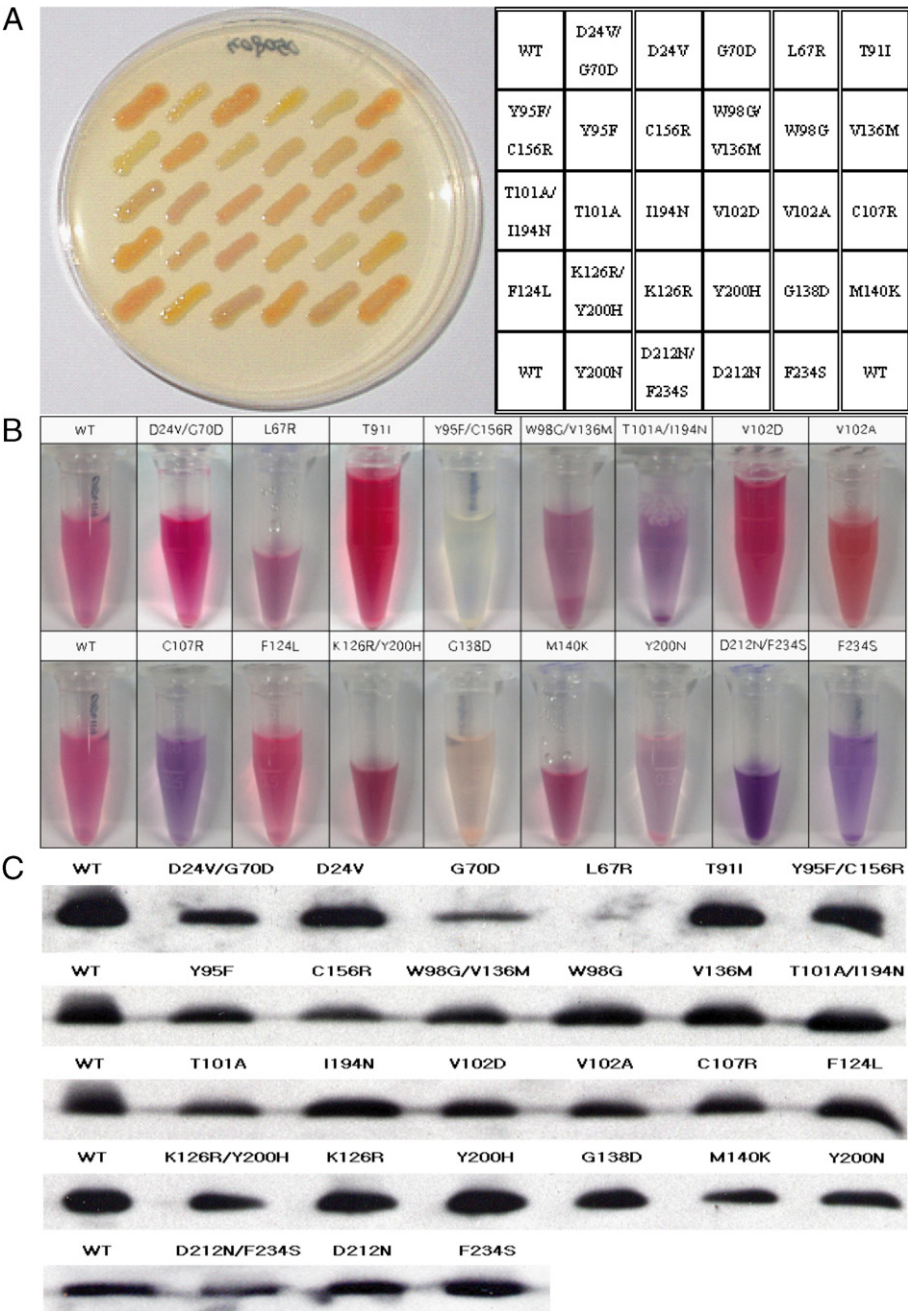 A
WT
D24V/
G70D
D24V
G70D
L67R
T91I
Y95F/
C156R
Y95F
C156R
W98G/
V136M
W98G
V136M
T101A/
I194N
T101A
I194N
V102D
V102A
C107R
F124L
K126R/
Y200H
K126R
Y200H
G138D
M140K
WT
Y200N
D212N/
F234S
D212N
F234S
WT
B
WT D24V/G70D L67R T91I Y95F/C156R W98G/V136M T101A/I194N V102D V102A
WT C107R F124L K126R/Y200H G138D M140K Y200N D212N/F234S F234S
C
WT D24V/G70D D24V G70D L67R T91I Y95F/C156R
WT Y95F C156R W98G/V136M W98G V136M T101A/I194N
WT T101A I194N V102D V102A C107R F124L
WT K126R/Y200H K126R Y200H G138D M140K Y200N
WT D212N/F234S D212N F234S